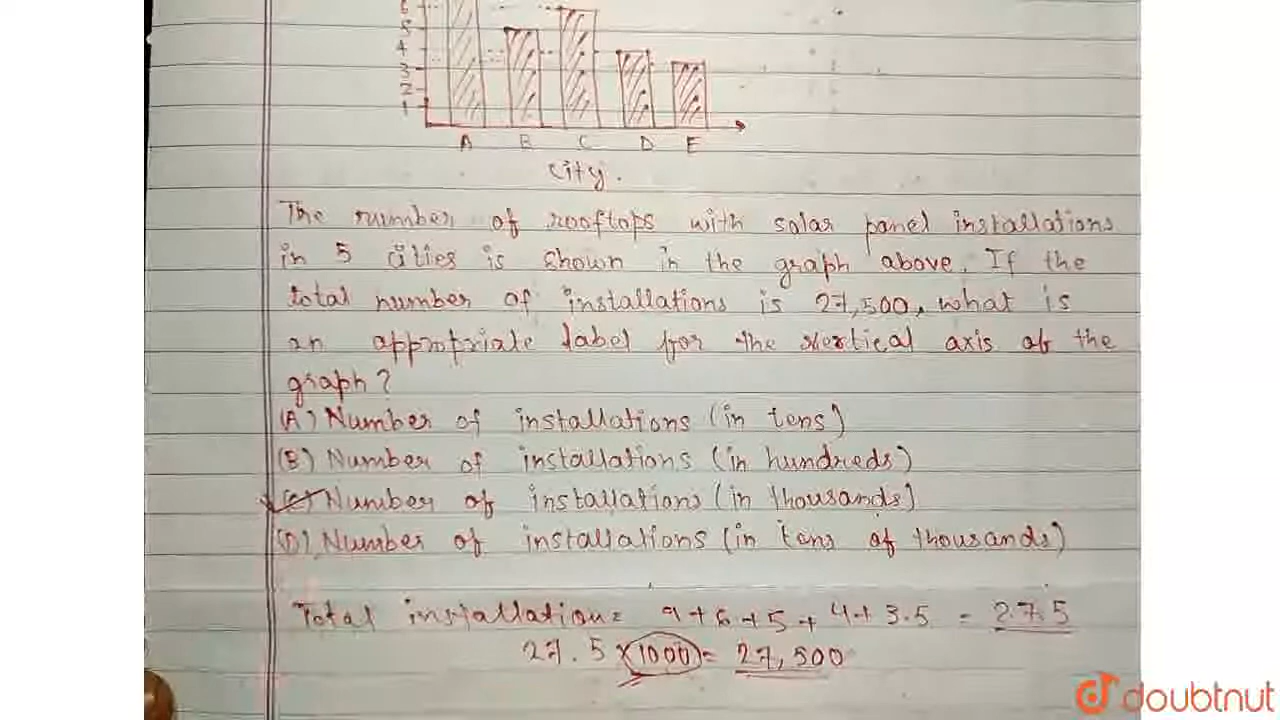 6
5
4
3
2
1
A B C D E
city.
The number of rooftops with solar panel installations
in 5 cities is shown in the graph above. If the
total number of installations is 27,500, what is
an appropriate label for the vertical axis of the
graph?
(A) Number of installations (in tens)
(B) Number of installations (in hundreds)
(C) Number of installations (in thousands)
(D) Number of installations (in tens of thousands)
Total installation = 9+6+5+4+3.5 = 27.5
27.5 × 1000 = 27,500
doubtnut